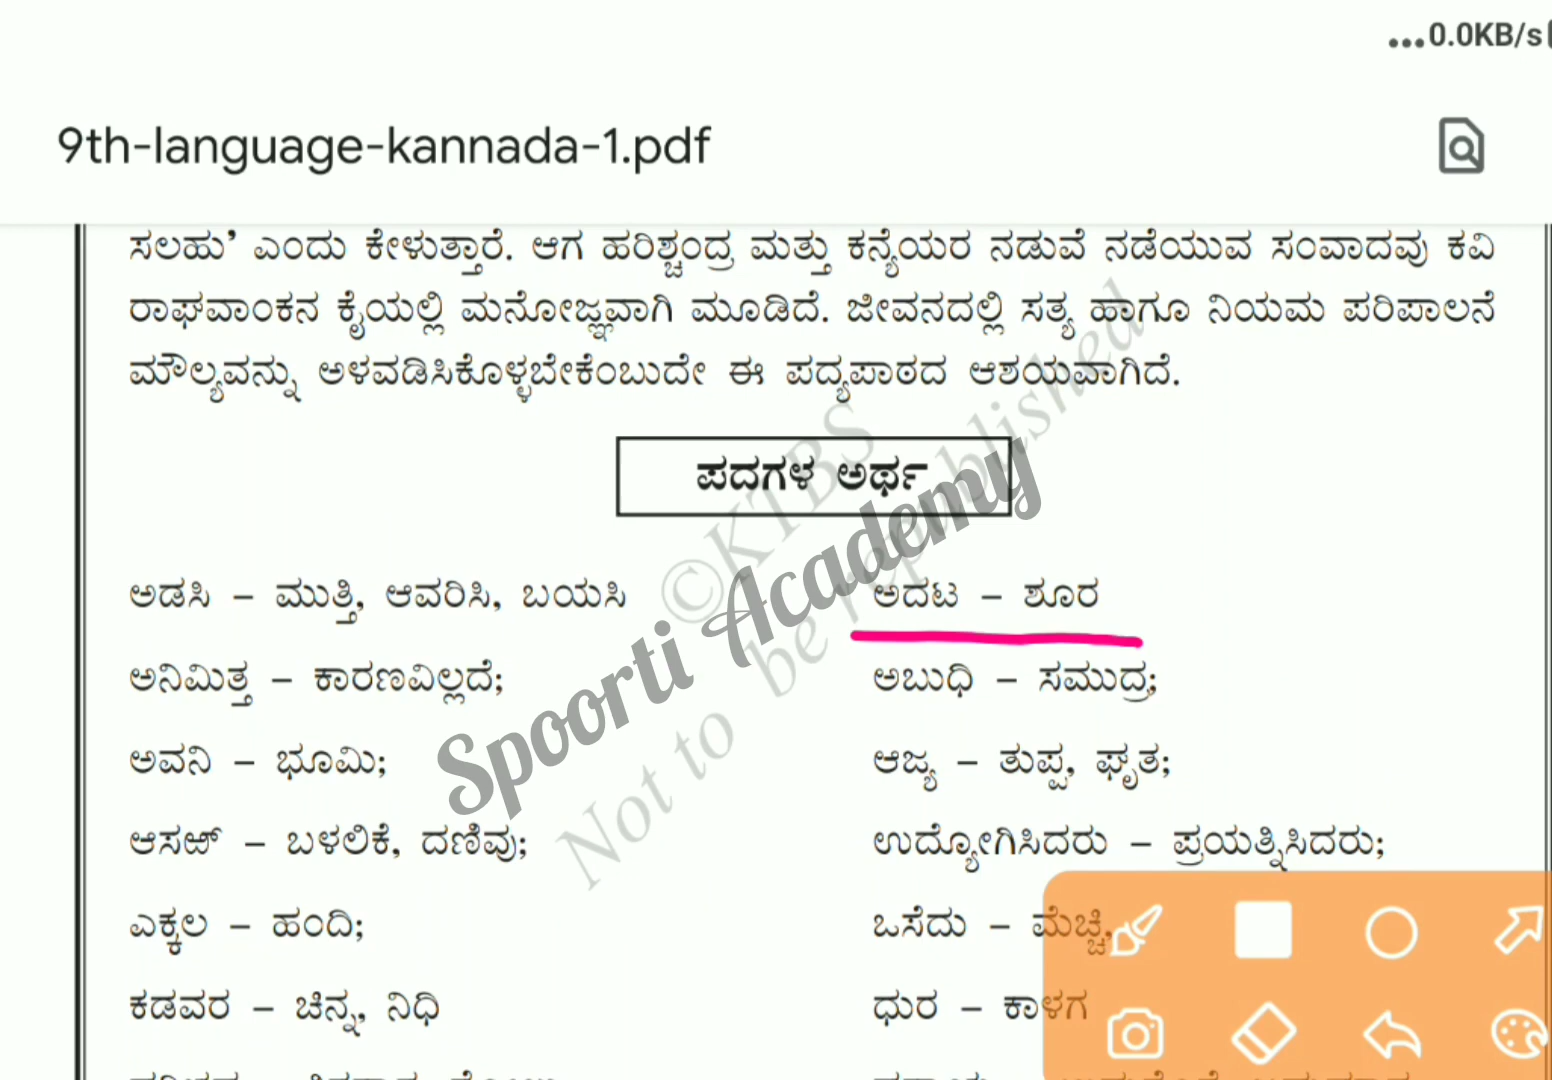 ...0.0KB/s
9th-language-kannada-1.pdf
ಸಲಹು’ ಎಂದು ಕೇಳುತ್ತಾರೆ. ಆಗ ಹರಿಶ್ಚಂದ್ರ ಮತ್ತು ಕನ್ಯೆಯರ ನಡುವೆ ನಡೆಯುವ ಸಂವಾದವು ಕವಿ
ರಾಘವಾಂಕನ ಕೈಯಲ್ಲಿ ಮನೋಜ್ಞವಾಗಿ ಮೂಡಿದೆ. ಜೀವನದಲ್ಲಿ ಸತ್ಯ ಹಾಗೂ ನಿಯಮ ಪರಿಪಾಲನೆ
ಮೌಲ್ಯವನ್ನು ಅಳವಡಿಸಿಕೊಳ್ಳಬೇಕೆಂಬುದೇ ಈ ಪದ್ಯಪಾಠದ ಆಶಯವಾಗಿದೆ.
ಪದಗಳ ಅರ್ಥ
ಅಡಸಿ – ಮುತ್ತಿ, ಆವರಿಸಿ, ಬಯಸಿ
ಅದಟ – ಶೂರ
ಅನಿಮಿತ್ತ – ಕಾರಣವಿಲ್ಲದೆ;
ಅಬುಧಿ – ಸಮುದ್ರ;
ಅವನಿ – ಭೂಮಿ;
ಆಜ್ಯ – ತುಪ್ಪ, ಘೃತ;
ಆಸಱ್ – ಬಳಲಿಕೆ, ದಣಿವು;
ಉದ್ಯೋಗಿಸಿದರು – ಪ್ರಯತ್ನಿಸಿದರು;
ಎಕ್ಕಲ – ಹಂದಿ;
ಒಸೆದು – ಮೆಚ್ಚಿ,
ಕಡವರ – ಚಿನ್ನ, ನಿಧಿ
ಧುರ – ಕಾಳಗ
©KTBS
Not to be republished
Spoorti Academy